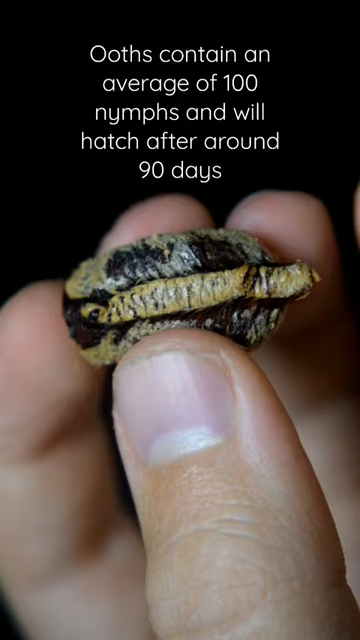 Ooths contain an
average of 100
nymphs and will
hatch after around
90 days